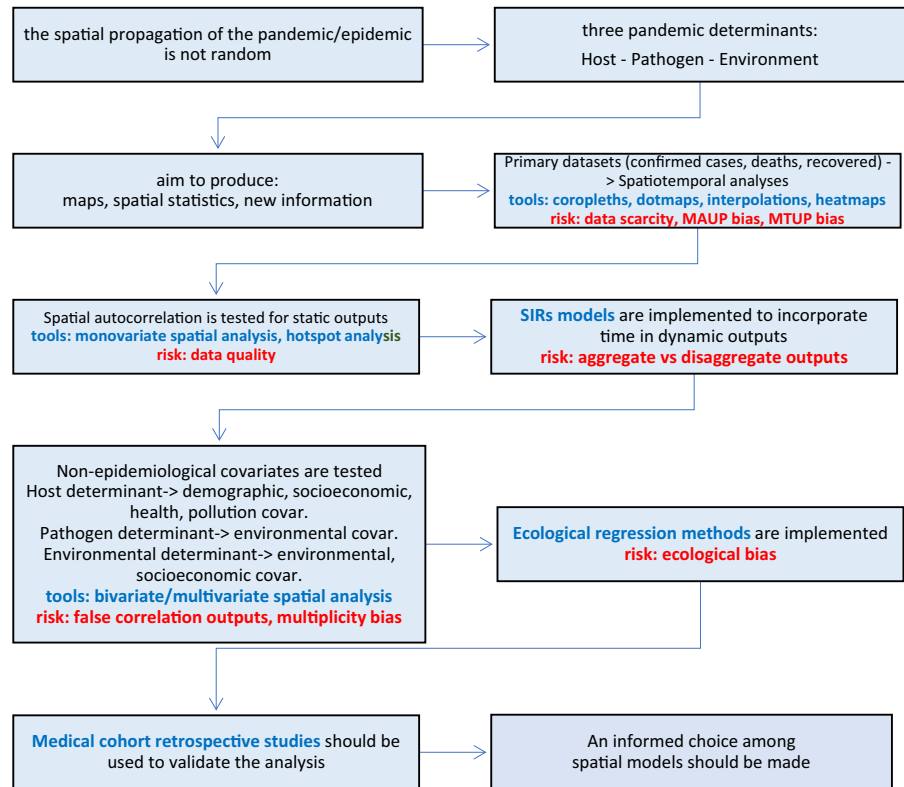 the spatial propagation of the pandemic/epidemic
is not random
three pandemic determinants:
Host - Pathogen - Environment
aim to produce:
maps, spatial statistics, new information
Primary datasets (confirmed cases, deaths, recovered) -
> Spatiotemporal analyses
tools: coropleths, dotmaps, interpolations, heatmaps
risk: data scarcity, MAUP bias, MTUP bias
Spatial autocorrelation is tested for static outputs
tools: monovariate spatial analysis, hotspot analysis
risk: data quality
SIRs models are implemented to incorporate
time in dynamic outputs
risk: aggregate vs disaggregate outputs
Non-epidemiological covariates are tested
Host determinant-> demographic, socioeconomic,
health, pollution covar.
Pathogen determinant-> environmental covar.
Environmental determinant-> environmental,
socioeconomic covar.
tools: bivariate/multivariate spatial analysis
risk: false correlation outputs, multiplicity bias
Ecological regression methods are implemented
risk: ecological bias
Medical cohort retrospective studies should be
used to validate the analysis
An informed choice among
spatial models should be made